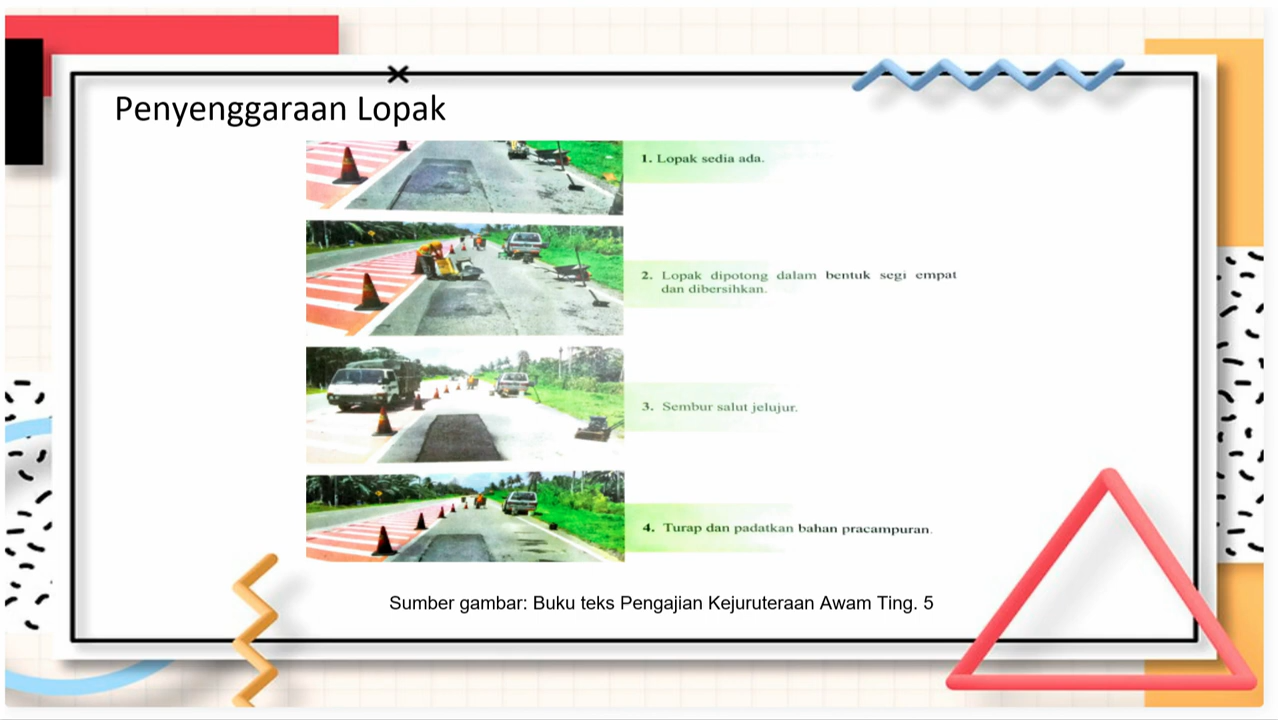 Penyenggaraan Lopak
1. Lopak sedia ada.
2. Lopak dipotong dalam bentuk segi empat
dan dibersihkan.
3. Sembur salut jelujur.
4. Turap dan padatkan bahan pracampuran.
Sumber gambar: Buku teks Pengajian Kejuruteraan Awam Ting. 5